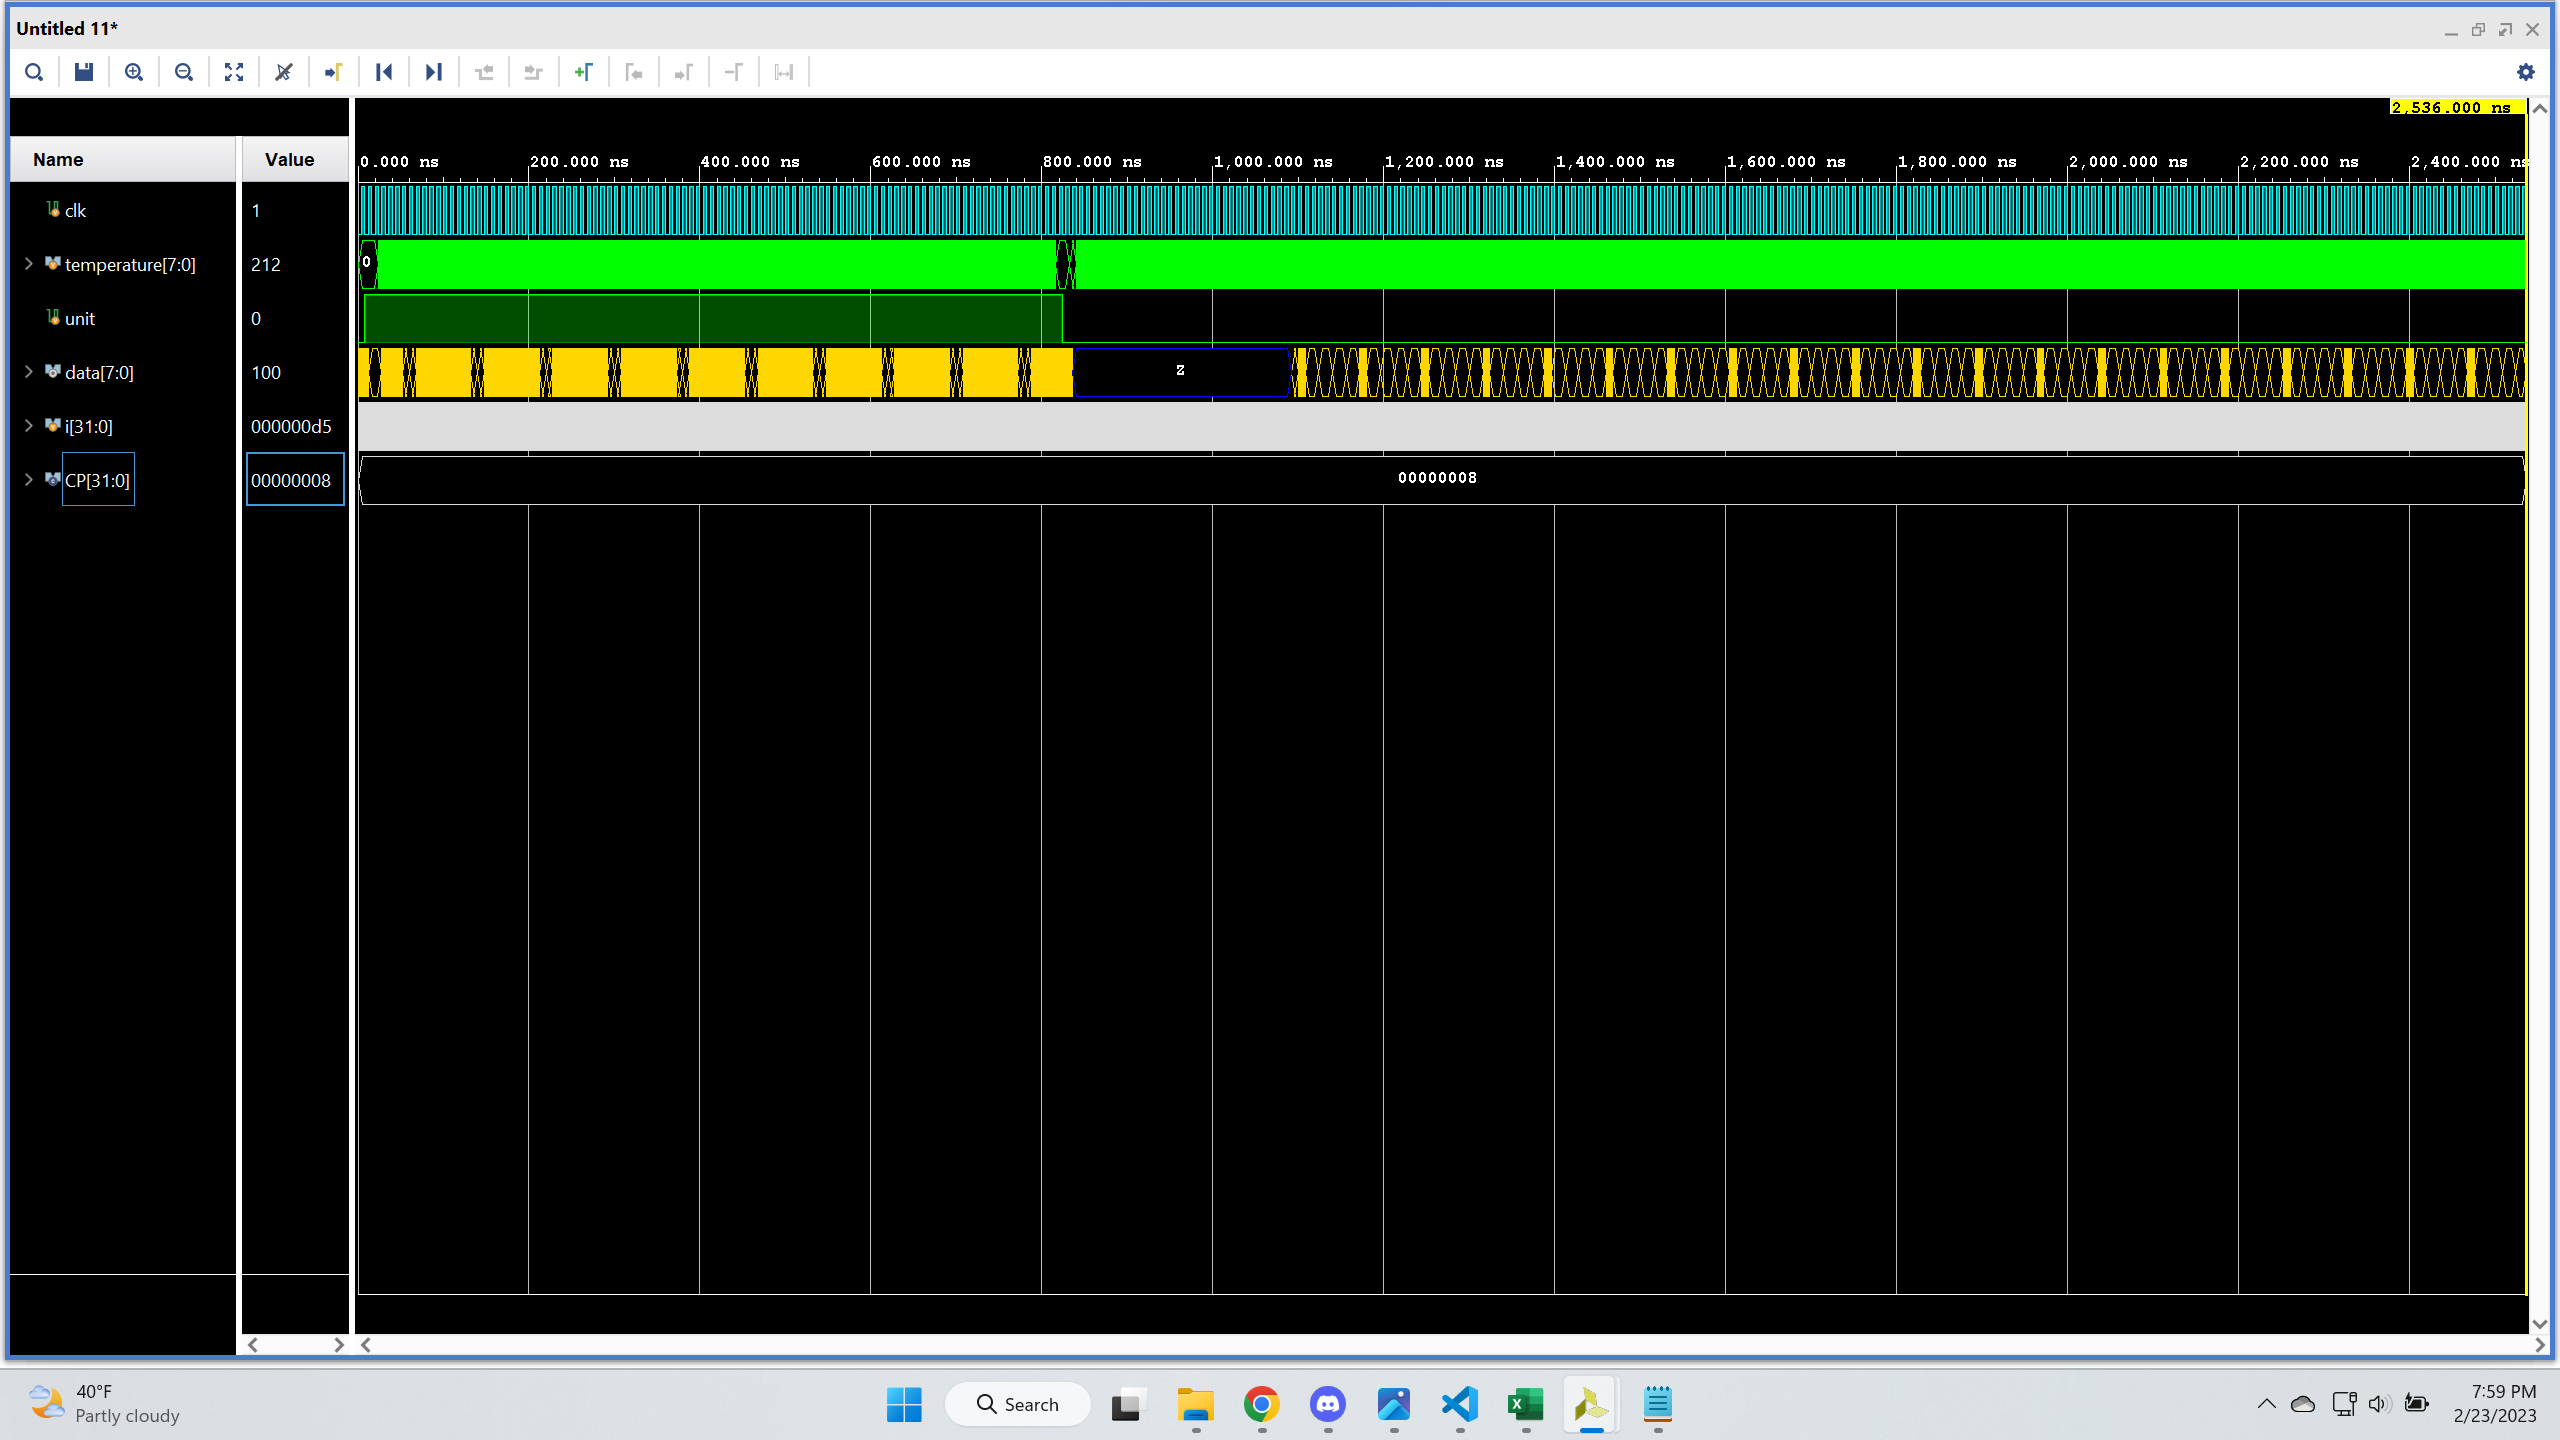 Untitled 11*
2,536.000 ns
Name Value
0.000 ns 200.000 ns 400.000 ns 600.000 ns 800.000 ns 1,000.000 ns 1,200.000 ns 1,400.000 ns 1,600.000 ns 1,800.000 ns 2,000.000 ns 2,200.000 ns 2,400.000 ns
clk 1
temperature[7:0] 212 0
unit 0
data[7:0] 100 Z
i[31:0] 000000d5
CP[31:0] 00000008 00000008
40°F
Partly cloudy
Search
7:59 PM
2/23/2023